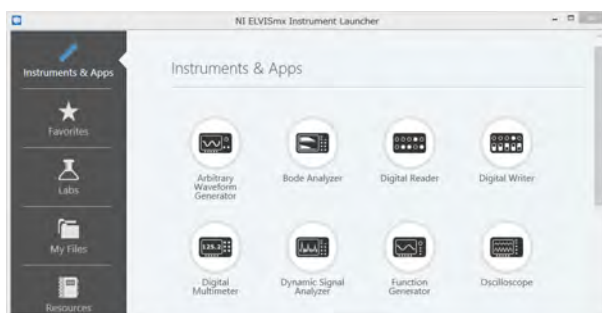 NI ELVISmx Instrument Launcher
Instruments & Apps
Favorites
Labs
My Files
Resources
Instruments & Apps
Arbitrary
Waveform
Generator
Bode Analyzer
Digital Reader
Digital Writer
125.2
Digital
Multimeter
Dynamic Signal
Analyzer
Function
Generator
Oscilloscope